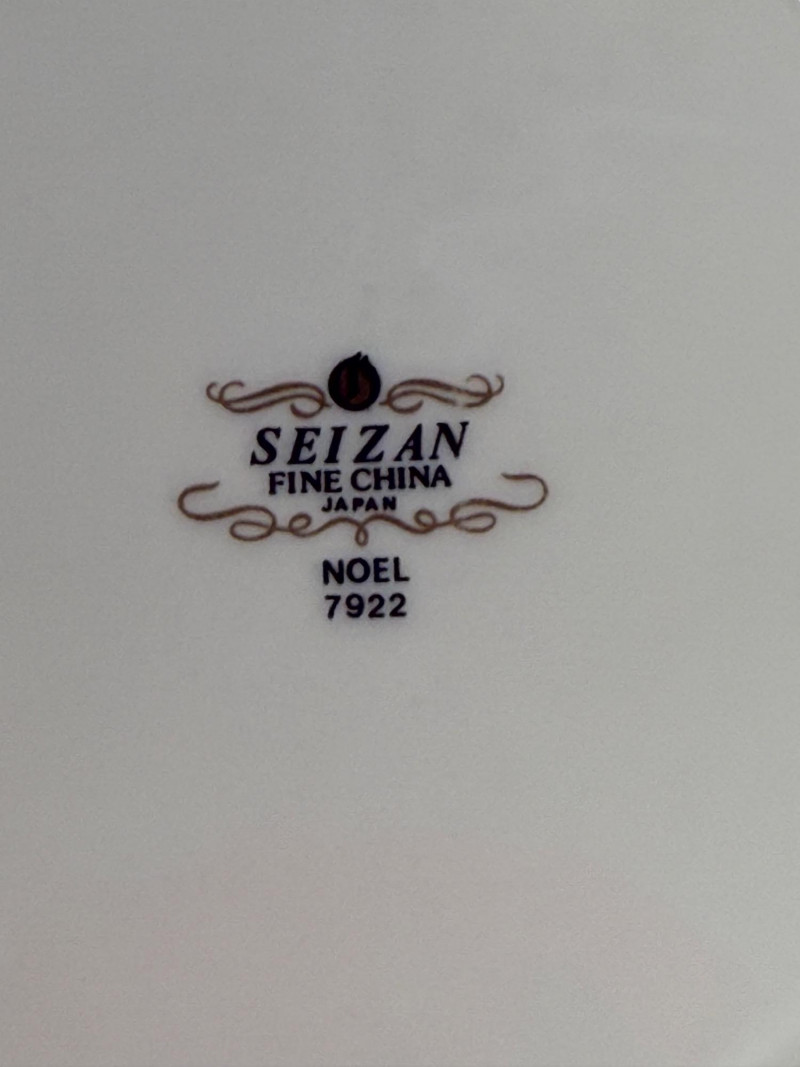 SEIZAN
FINE CHINA
JAPAN
NOEL
7922